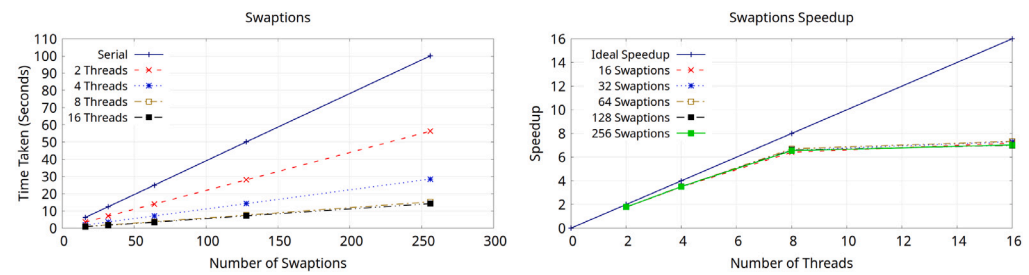 Swaptions
110
100
90
80
70
60
50
40
30
20
10
0
0 50 100 150 200 250 300
Time Taken (Seconds)
Number of Swaptions
Serial
2 Threads
4 Threads
8 Threads
16 Threads
Swaptions Speedup
16
14
12
10
8
6
4
2
0
0 2 4 6 8 10 12 14 16
Speedup
Number of Threads
Ideal Speedup
16 Swaptions
32 Swaptions
64 Swaptions
128 Swaptions
256 Swaptions